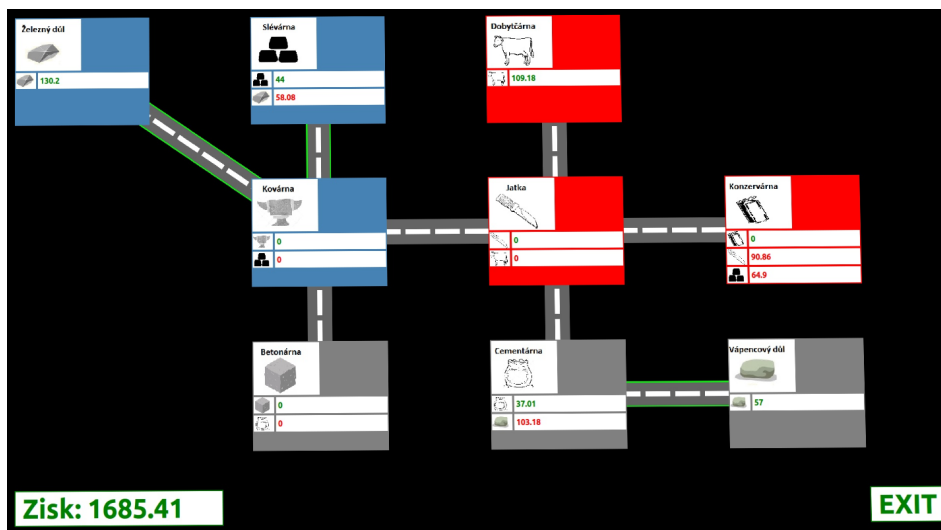 Železný důl
130.2
Slévárna
44
58.08
Dobytčárna
109.18
Kovárna
0
0
Jatka
0
0
Konzervárna
0
90.86
64.9
Betonárna
0
0
Cementárna
37.01
103.18
Vápencový důl
57
Zisk: 1685.41
EXIT